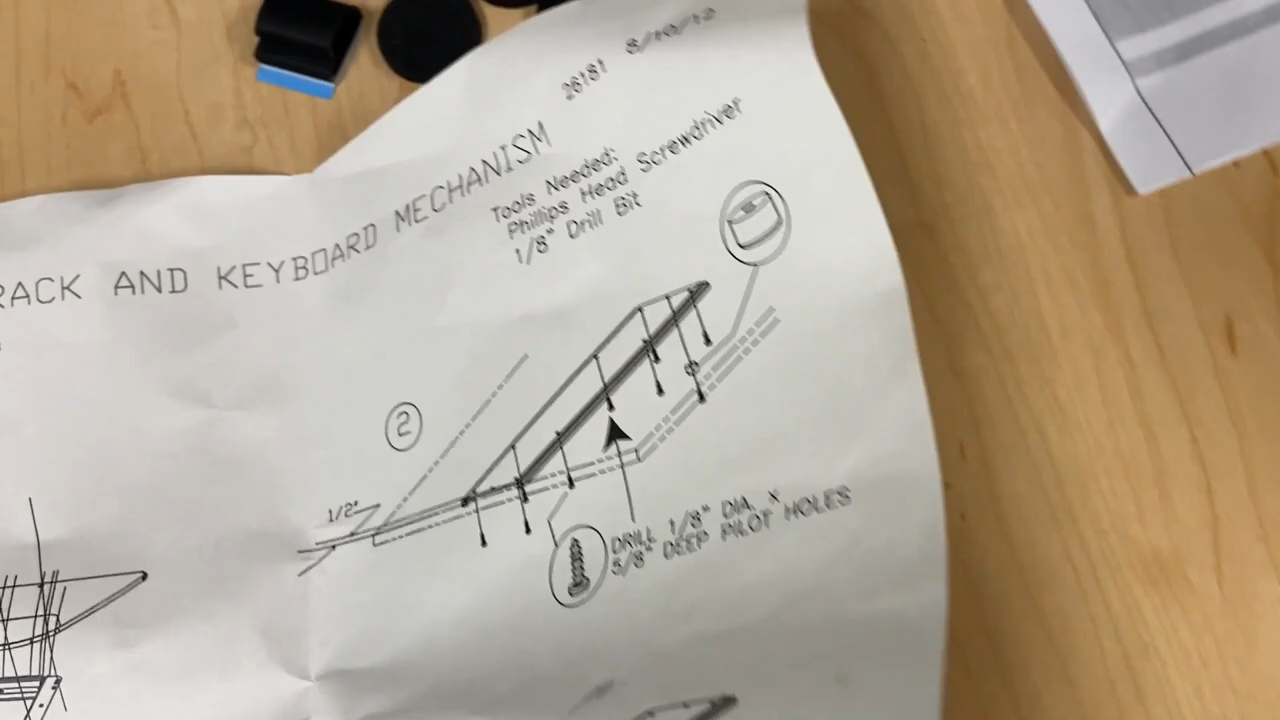 26181 8/10/12
RACK AND KEYBOARD MECHANISM
Tools Needed:
Phillips Head Screwdriver
1/8" Drill Bit
2
1/2"
DRILL 1/8" DIA. X
5/8" DEEP PILOT HOLES